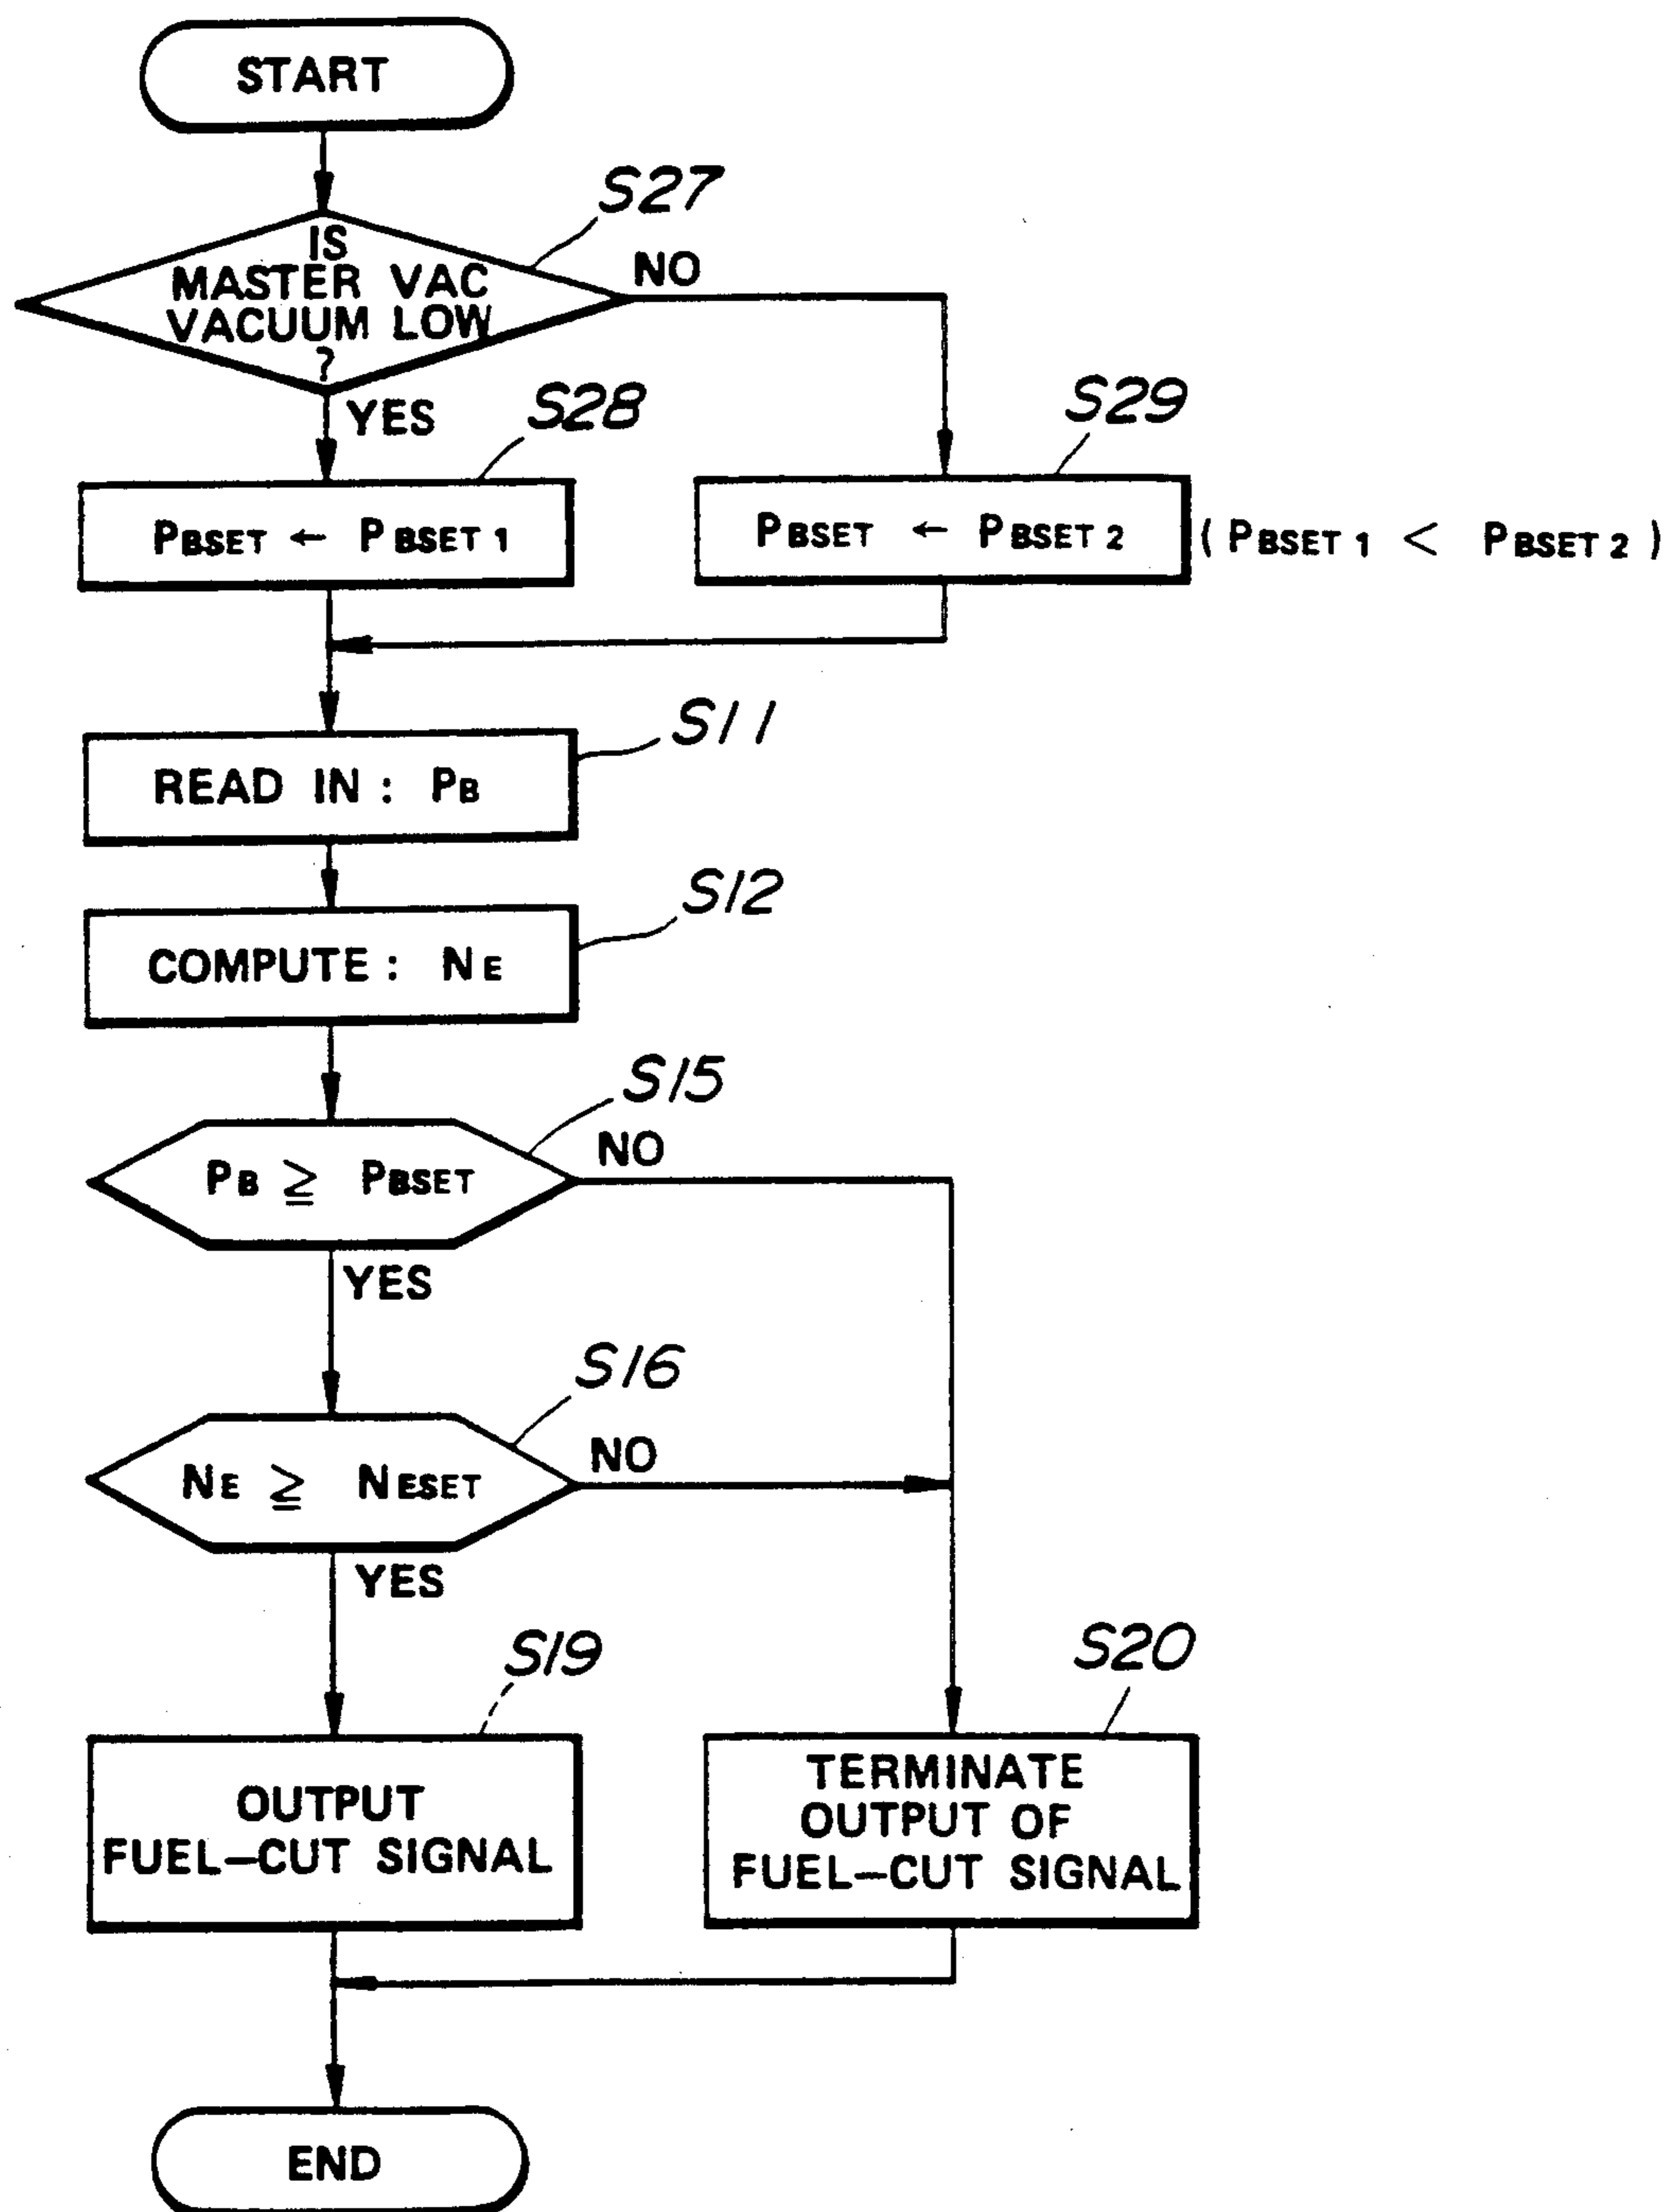 START
S27
IS
MASTER VAC
VACUUM LOW
?
NO
YES
S28
S29
PBSET ← PBSET 1
PBSET ← PBSET 2
(PBSET 1 < PBSET 2)
S11
READ IN : PB
S12
COMPUTE : NE
S15
PB ≧ PBSET
NO
YES
S16
NE ≧ NESET
NO
YES
S19
S20
OUTPUT
FUEL-CUT SIGNAL
TERMINATE
OUTPUT OF
FUEL-CUT SIGNAL
END